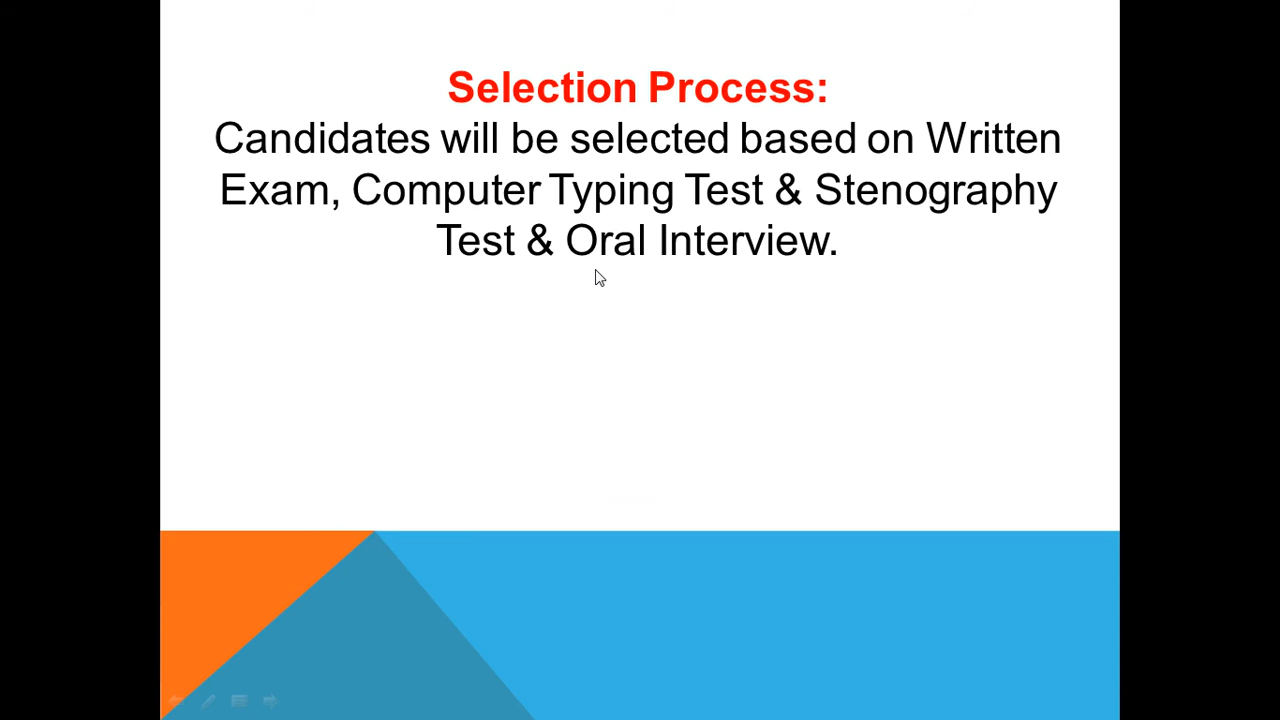 Selection Process:
Candidates will be selected based on Written
Exam, Computer Typing Test & Stenography
Test & Oral Interview.